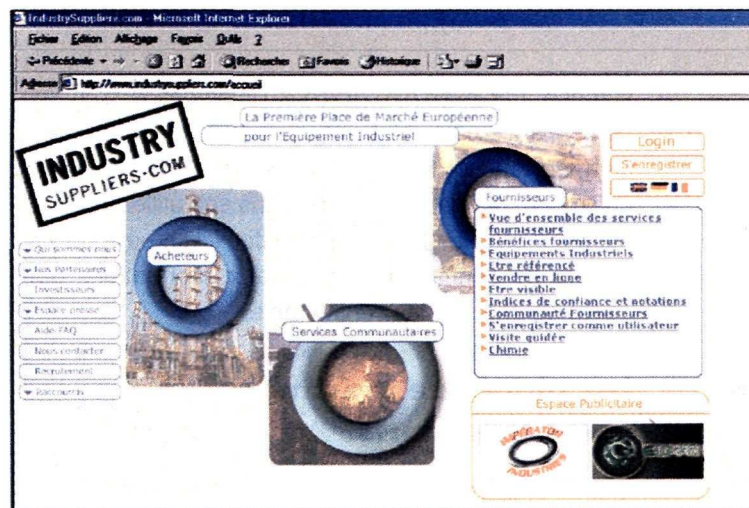 IndustrySuppliers.com - Microsoft Internet Explorer
Fichier Edition Affichage Favoris Outils ?
Précédente Rechercher Favoris Historique
Adresse http://www.industrysuppliers.com/accueil
La Première Place de Marché Européenne
pour l'Equipement Industriel
INDUSTRY
SUPPLIERS·COM
Login
S'enregistrer
Fournisseurs
Vue d'ensemble des services
fournisseurs
Bénéfices fournisseurs
Equipements Industriels
Etre référencé
Vendre en ligne
Etre visible
Indices de confiance et notations
Communauté Fournisseurs
S'enregistrer comme utilisateur
Visite guidée
Chimie
Acheteurs
Services Communautaires
Qui sommes-nous
Nos Partenaires
Investisseurs
Espace presse
Aide FAQ
Nous contacter
Recrutement
Raccourcis
Espace Publicitaire
INDUSTRIES